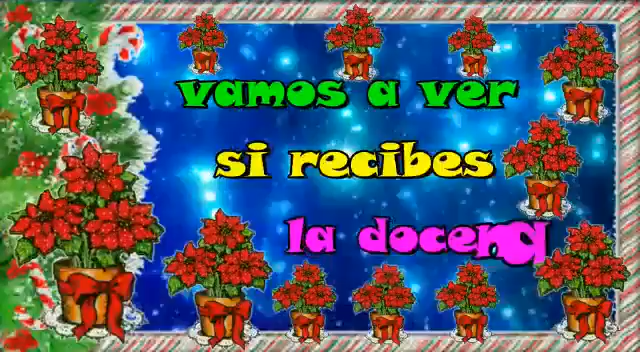 vamos a ver
si recibes
la docena